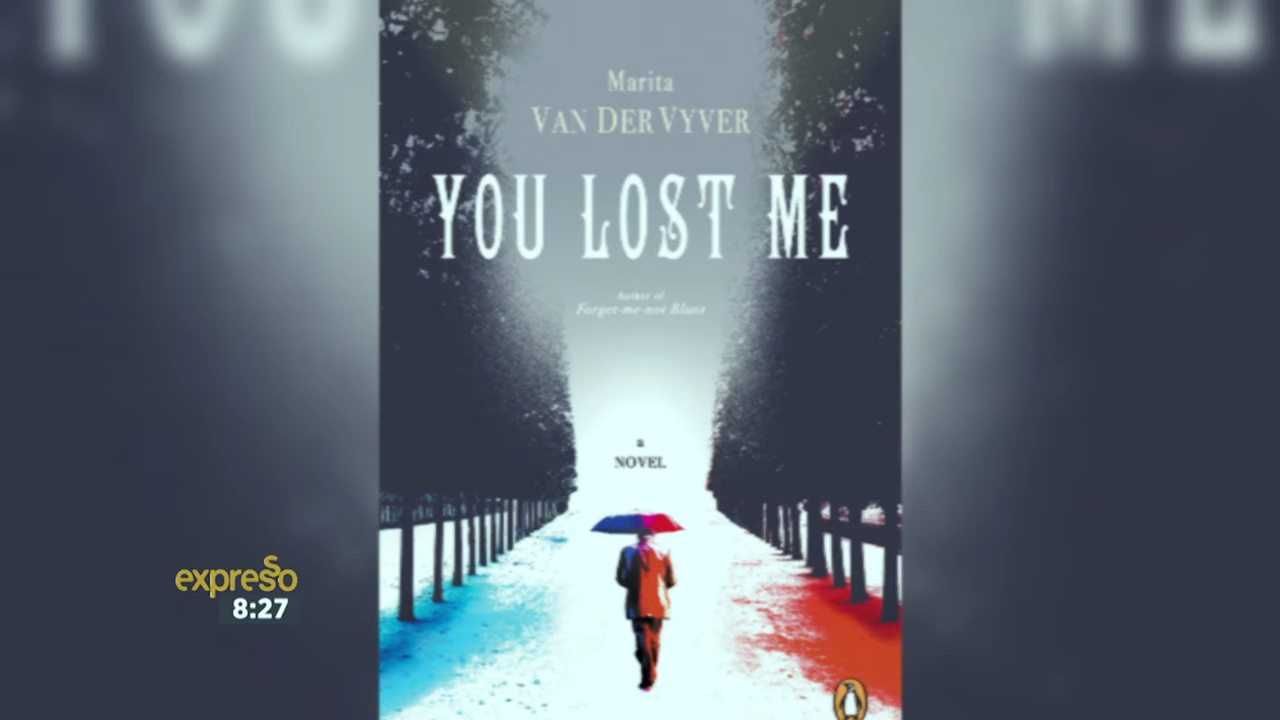 Marita
VAN DER VYVER
YOU LOST ME
Author of
Forget-me-not Blues
a
NOVEL
expresso
8:27